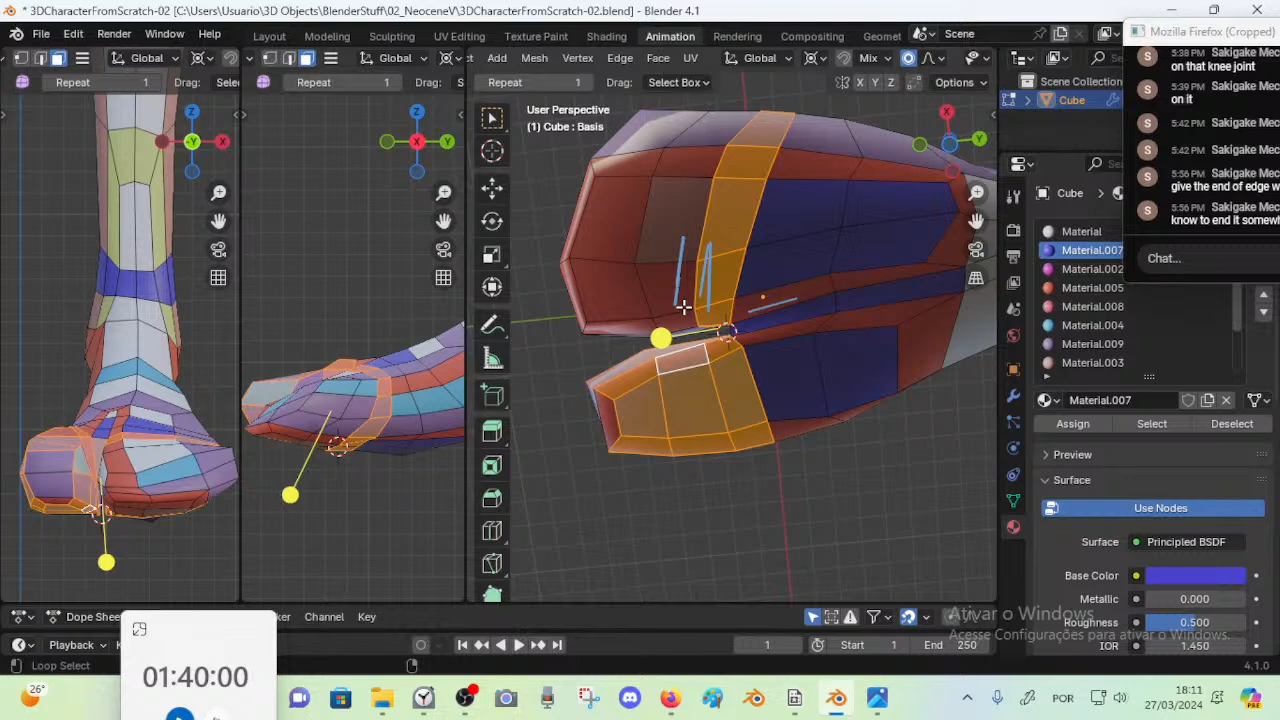 * 3DCharacterFromScratch-02 [C:\Users\Usuario\3D Objects\BlenderStuff\02_NeoceneV\3DCharacterFromScratch-02.blend] - Blender 4.1
File Edit Render Window Help
Layout Modeling Sculpting UV Editing Texture Paint Shading Animation Rendering Compositing Geomet
Scene
Mozilla Firefox (Cropped)
Global
Global
Add Mesh Vertex Edge Face UV
Global
Mix
Repeat 1 Drag: Sele
Repeat 1 Drag: S
Repeat 1 Drag: Select Box
X Y Z
Options
User Perspective
(1) Cube : Basis
Scene Collection
Cube
5:38 PM Sakigake Mec
on that knee joint
5:39 PM Sakigake Mec
on it
5:42 PM Sakigake Mec
5:42 PM Sakigake Mec
5:56 PM Sakigake Mec
give the end of edge w
5:56 PM Sakigake Mec
know to end it somew
Chat...
Sea
Cube
Material
Material.007
Material.002
Material.005
Material.008
Material.004
Material.009
Material.003
Material.007
Assign Select Deselect
Preview
Surface
Use Nodes
Surface Principled BSDF
Base Color
Metallic 0.000
Roughness 0.500
IOR 1.450
Z
Y
X
Z
X
Y
X
Y
Dope Shee
ker Channel Key
Playback
1
Start 1
End 250
Ativar o Windows
Acesse Configurações para ativar o Windows.
Loop Select
4.1.0
01:40:00
26°
POR
18:11
27/03/2024